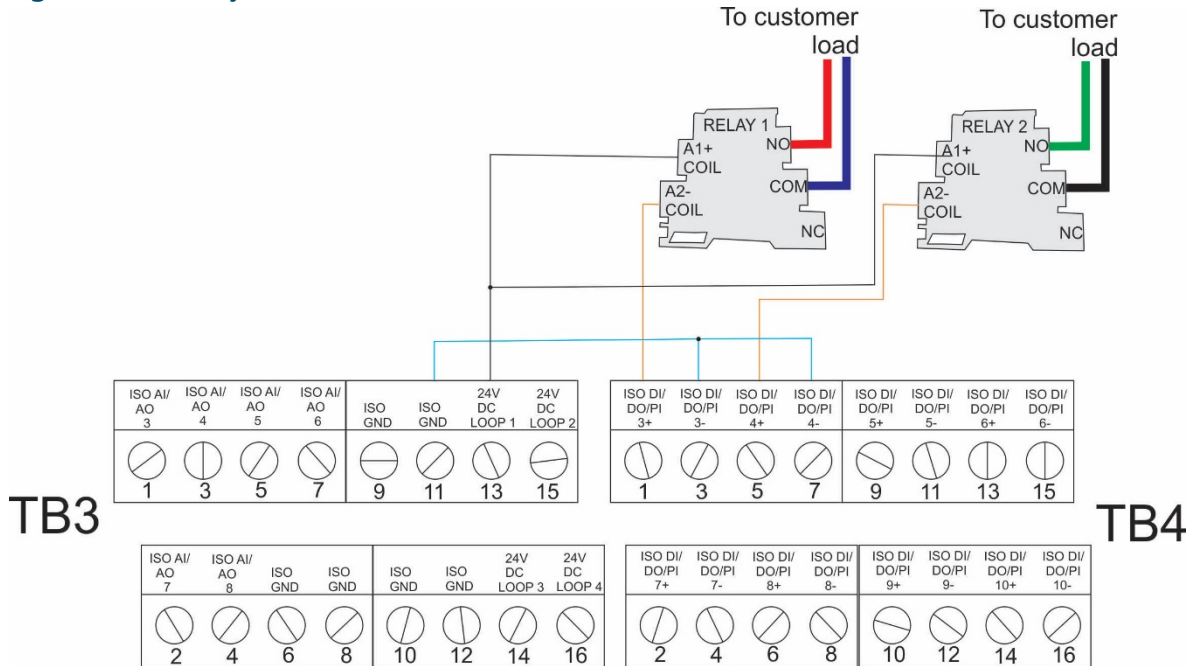 To customer
load
To customer
load
RELAY 1
NO
A1+
COIL
COM
A2-
COIL
NC
RELAY 2
NO
A1+
COIL
COM
A2-
COIL
NC
TB3
ISO AI/
AO
3
ISO AI/
AO
4
ISO AI/
AO
5
ISO AI/
AO
6
ISO
GND
ISO
GND
24V
DC
LOOP 1
24V
DC
LOOP 2
1 3 5 7 9 11 13 15
ISO DI/
DO/PI
3+
ISO DI/
DO/PI
3-
ISO DI/
DO/PI
4+
ISO DI/
DO/PI
4-
ISO DI/
DO/PI
5+
ISO DI/
DO/PI
5-
ISO DI/
DO/PI
6+
ISO DI/
DO/PI
6-
1 3 5 7 9 11 13 15
TB4
ISO AI/
AO
7
ISO AI/
AO
8
ISO
GND
ISO
GND
ISO
GND
ISO
GND
24V
DC
LOOP 3
24V
DC
LOOP 4
2 4 6 8 10 12 14 16
ISO DI/
DO/PI
7+
ISO DI/
DO/PI
7-
ISO DI/
DO/PI
8+
ISO DI/
DO/PI
8-
ISO DI/
DO/PI
9+
ISO DI/
DO/PI
9-
ISO DI/
DO/PI
10+
ISO DI/
DO/PI
10-
2 4 6 8 10 12 14 16